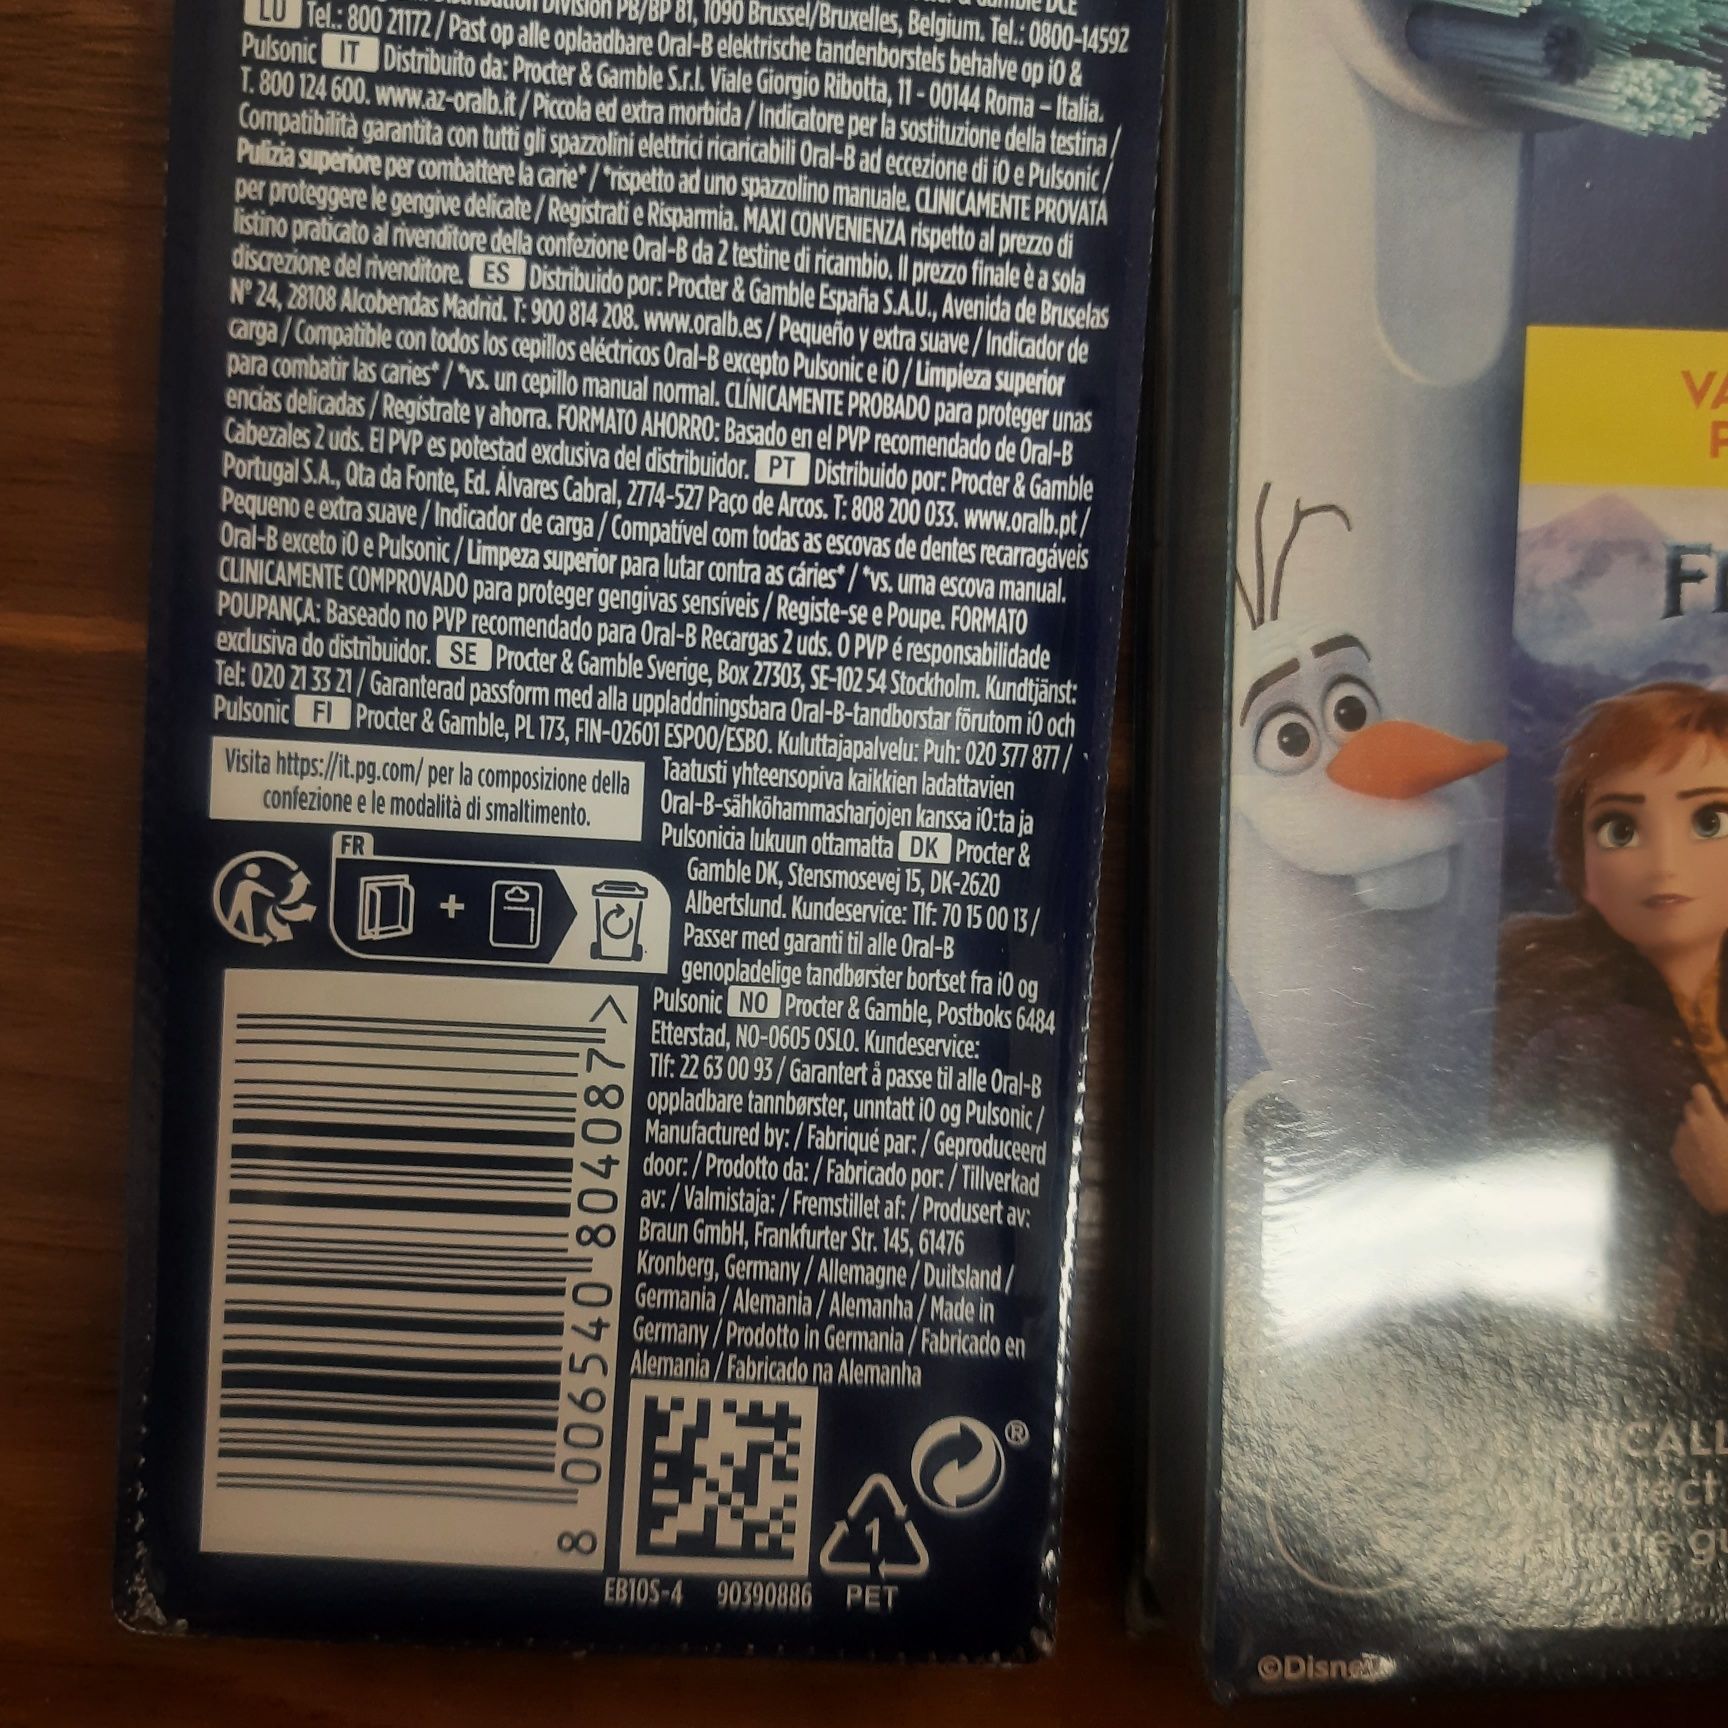 Division PB/BP 81, 1090 Brussel/Bruxelles, Belgium. Tel.: 0800-14592
LU Tel.: 800 21172 / Past op alle oplaadbare Oral-B elektrische tandenborstels behalve op iO &
Pulsonic IT Distribuito da: Procter & Gamble S.r.l. Viale Giorgio Ribotta, 11 - 00144 Roma – Italia.
T. 800 124 600. www.az-oralb.it / Piccola ed extra morbida / Indicatore per la sostituzione della testina /
Compatibilità garantita con tutti gli spazzolini elettrici ricaricabili Oral-B ad eccezione di iO e Pulsonic /
Pulizia superiore per combattere la carie* / *rispetto ad uno spazzolino manuale. CLINICAMENTE PROVATA
per proteggere le gengive delicate / Registrati e Risparmia. MAXI CONVENIENZA rispetto al prezzo di
listino praticato al rivenditore della confezione Oral-B da 2 testine di ricambio. Il prezzo finale è a sola
discrezione del rivenditore. ES Distribuido por: Procter & Gamble España S.A.U., Avenida de Bruselas
Nº 24, 28108 Alcobendas Madrid. T: 900 814 208. www.oralb.es / Pequeño y extra suave / Indicador de
carga / Compatible con todos los cepillos eléctricos Oral-B excepto Pulsonic e iO / Limpieza superior
para combatir las caries* / *vs. un cepillo manual normal. CLÍNICAMENTE PROBADO para proteger unas
encías delicadas / Regístrate y ahorra. FORMATO AHORRO: Basado en el PVP recomendado de Oral-B
Cabezales 2 uds. El PVP es potestad exclusiva del distribuidor. PT Distribuido por: Procter & Gamble
Portugal S.A., Qta da Fonte, Ed. Álvares Cabral, 2774-527 Paço de Arcos. T: 808 200 033. www.oralb.pt /
Pequeno e extra suave / Indicador de carga / Compatível com todas as escovas de dentes recarragáveis
Oral-B exceto iO e Pulsonic / Limpeza superior para lutar contra as cáries* / *vs. uma escova manual.
CLINICAMENTE COMPROVADO para proteger gengivas sensíveis / Registe-se e Poupe. FORMATO
POUPANÇA: Baseado no PVP recomendado para Oral-B Recargas 2 uds. O PVP é responsabilidade
exclusiva do distribuidor. SE Procter & Gamble Sverige, Box 27303, SE-102 54 Stockholm. Kundtjänst:
Tel: 020 21 33 21 / Garanterad passform med alla uppladdningsbara Oral-B-tandborstar förutom iO och
Pulsonic FI Procter & Gamble, PL 173, FIN-02601 ESPOO/ESBO. Kuluttajapalvelu: Puh: 020 377 877 /
Taatusti yhteensopiva kaikkien ladattavien
Oral-B-sähköhammasharjojen kanssa iO:ta ja
Pulsonicia lukuun ottamatta DK Procter &
Gamble DK, Stensmosevej 15, DK-2620
Albertslund. Kundeservice: Tlf: 70 15 00 13 /
Passer med garanti til alle Oral-B
genopladelige tandbørster bortset fra iO og
Pulsonic NO Procter & Gamble, Postboks 6484
Etterstad, NO-0605 OSLO. Kundeservice:
Tlf: 22 63 00 93 / Garantert å passe til alle Oral-B
oppladbare tannbørster, unntatt iO og Pulsonic /
Manufactured by: / Fabriqué par: / Geproduceerd
door: / Prodotto da: / Fabricado por: / Tillverkad
av: / Valmistaja: / Fremstillet af: / Produsert av:
Braun GmbH, Frankfurter Str. 145, 61476
Kronberg, Germany / Allemagne / Duitsland /
Germania / Alemania / Alemanha / Made in
Germany / Prodotto in Germania / Fabricado en
Alemania / Fabricado na Alemanha
Visita https://it.pg.com/ per la composizione della
confezione e le modalità di smaltimento.
FR
+
8 006540 804087 >
®
1
PET
EB10S-4 90390886
VA
F
©Disney